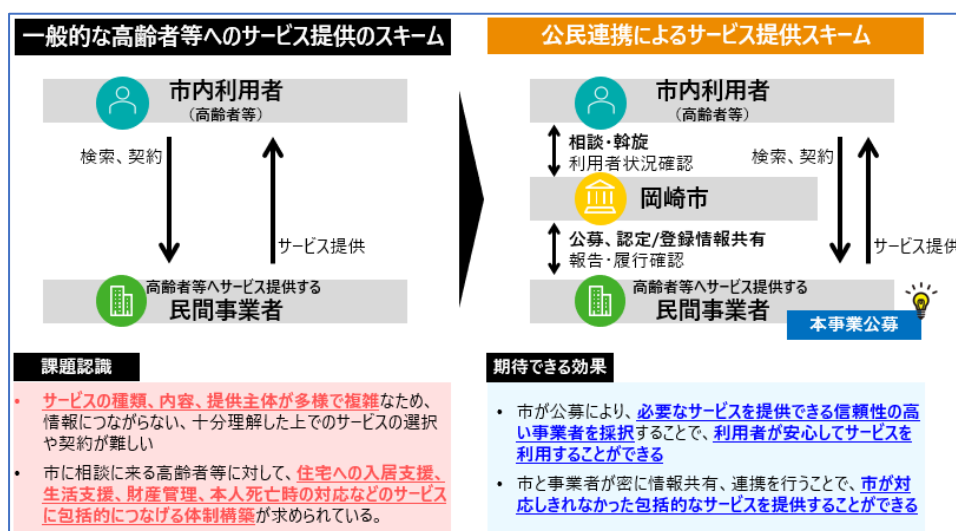 一般的な高齢者等へのサービス提供のスキーム
市内利用者
(高齢者等)
検索、契約
サービス提供
高齢者等へサービス提供する
民間事業者
課題認識
• サービスの種類、内容、提供主体が多様で複雑なため、
情報につながらない、十分理解した上でのサービスの選択
や契約が難しい
• 市に相談に来る高齢者等に対して、住宅への入居支援、
生活支援、財産管理、本人死亡時の対応などのサービス
に包括的につなげる体制構築が求められている。
公民連携によるサービス提供スキーム
市内利用者
(高齢者等)
相談・斡旋
利用者状況確認
検索、契約
岡崎市
公募、認定/登録情報共有
報告・履行確認
サービス提供
高齢者等へサービス提供する
民間事業者
本事業公募
期待できる効果
• 市が公募により、必要なサービスを提供できる信頼性の高
い事業者を採択することで、利用者が安心してサービスを
利用することができる
• 市と事業者が密に情報共有、連携を行うことで、市が対
応しきれなかった包括的なサービスを提供することができる